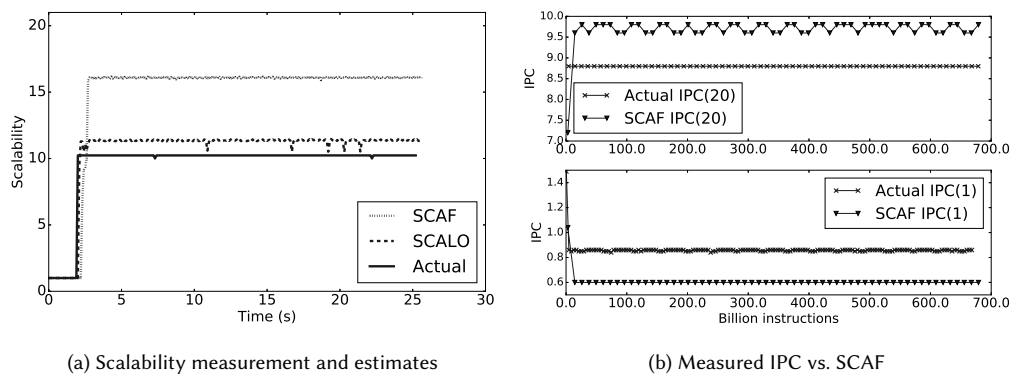 20
15
10
5
0
Scalability
SCAF
SCALO
Actual
0 5 10 15 20 25 30
Time (s)
(a) Scalability measurement and estimates
10.0
9.5
9.0
8.5
8.0
7.5
7.0
IPC
Actual IPC(20)
SCAF IPC(20)
0.0 100.0 200.0 300.0 400.0 500.0 600.0 700.0
1.4
1.2
1.0
0.8
0.6
IPC
Actual IPC(1)
SCAF IPC(1)
0.0 100.0 200.0 300.0 400.0 500.0 600.0 700.0
Billion instructions
(b) Measured IPC vs. SCAF